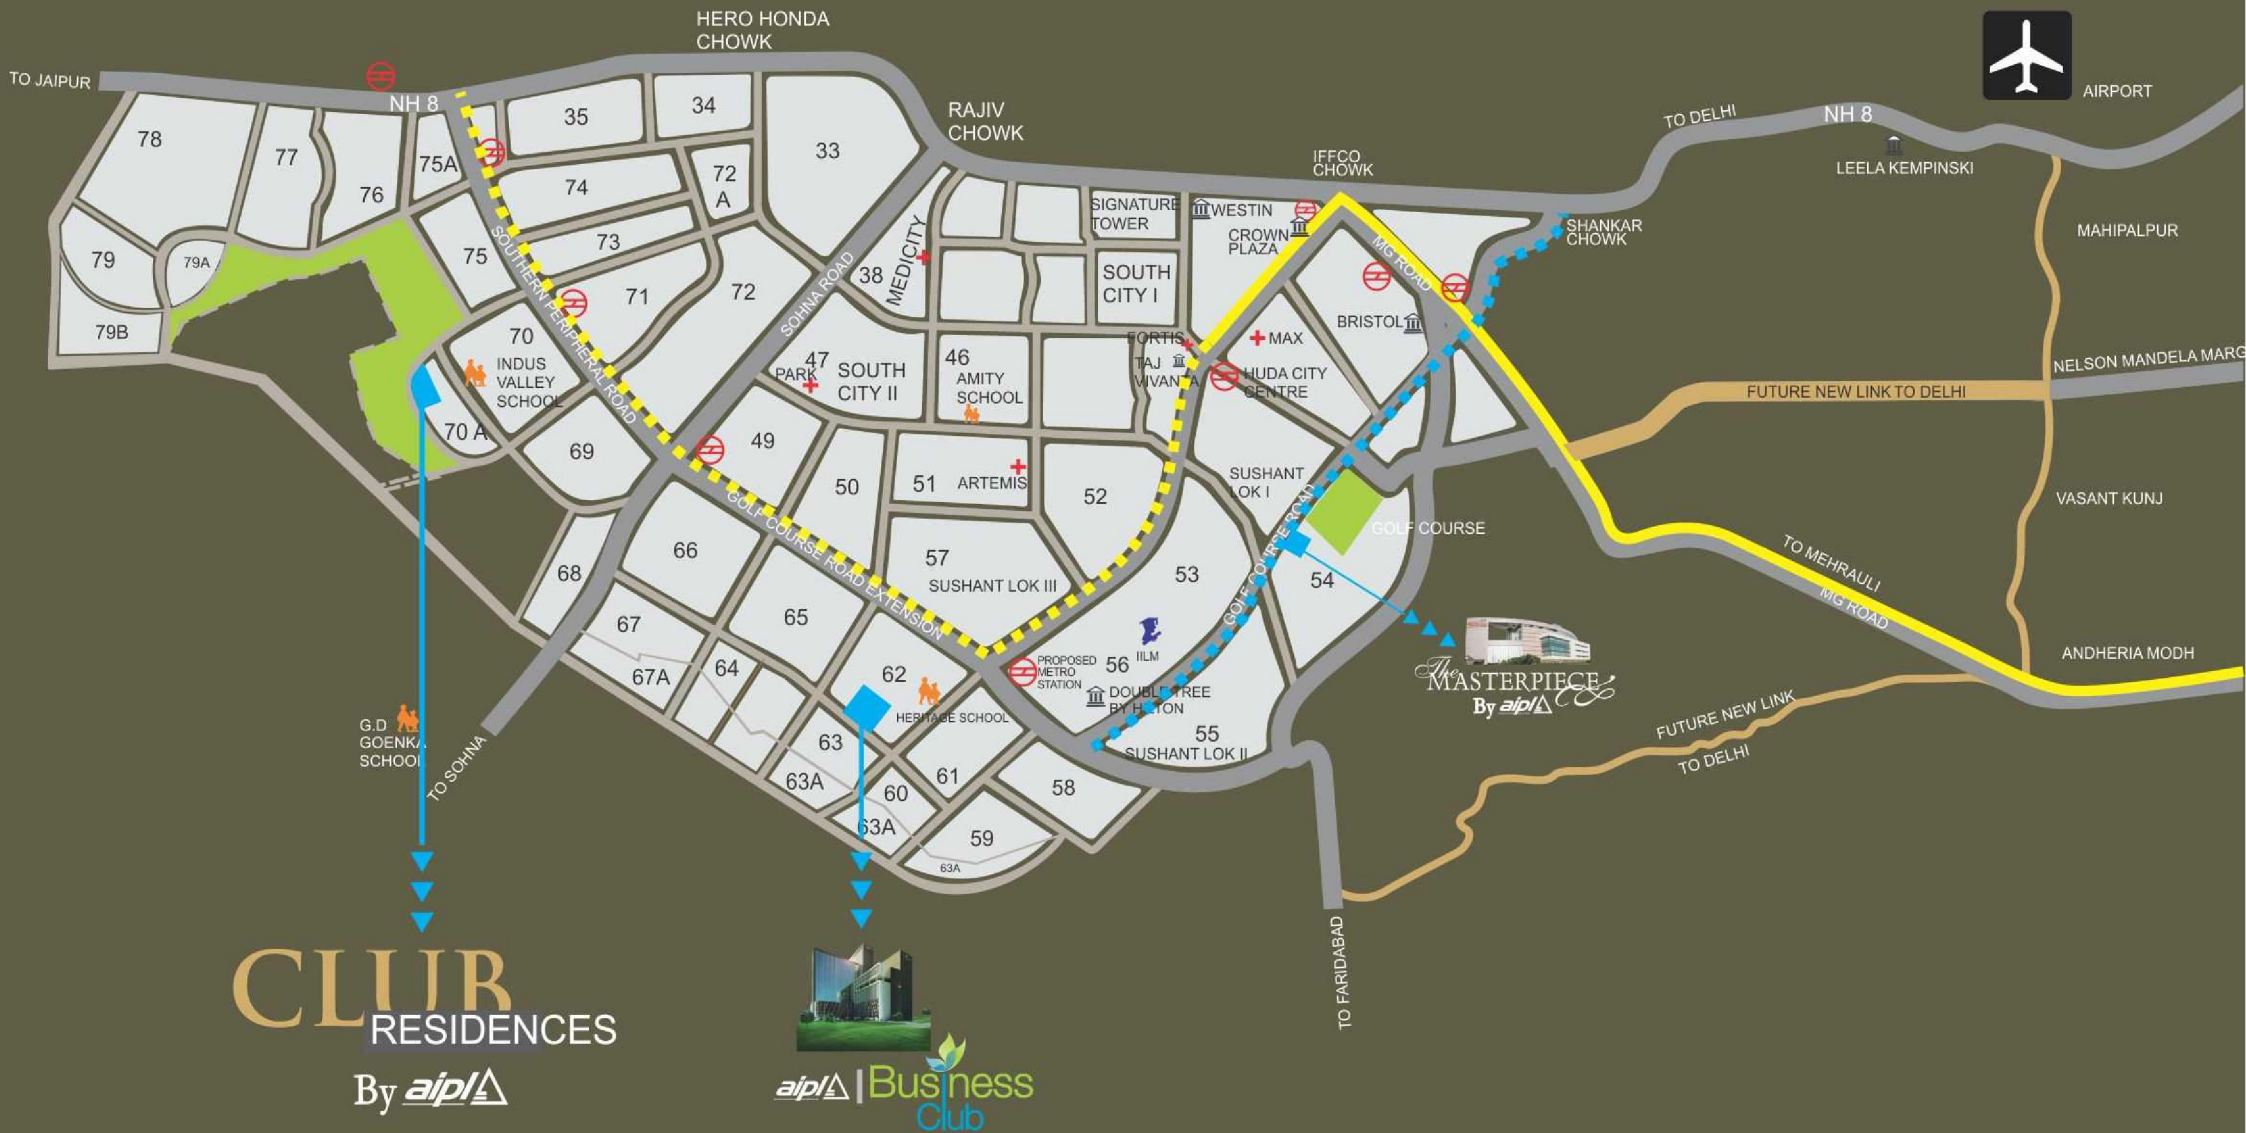 HERO HONDA
CHOWK
TO JAIPUR
NH 8
AIRPORT
RAJIV
CHOWK
TO DELHI
NH 8
LEELA KEMPINSKI
IFFCO
CHOWK
78
77
76
75A
35
34
33
74
72
A
73
75
71
72
79
79A
79B
SOUTHERN PERIPHERAL ROAD
SOHNA ROAD
38
MEDICITY
SIGNATURE
TOWER
WESTIN
CROWN
PLAZA
MG ROAD
SHANKAR
CHOWK
MAHIPALPUR
SOUTH
CITY I
BRISTOL
MAX
FORTIS
TAJ
VIVANTA
HUDA CITY
CENTRE
NELSON MANDELA MARG
FUTURE NEW LINK TO DELHI
70
INDUS
VALLEY
SCHOOL
70 A
69
47
PARK
SOUTH
CITY II
46
AMITY
SCHOOL
49
50
51
ARTEMIS
52
SUSHANT
LOK I
GOLF COURSE
VASANT KUNJ
GOLF COURSE ROAD
GOLF COURSE ROAD EXTENSION
57
SUSHANT LOK III
53
54
66
68
65
67
67A
64
62
HERITAGE SCHOOL
PROPOSED
METRO
STATION
56
IILM
DOUBLE TREE
BY HILTON
55
SUSHANT LOK II
63
63A
60
63A
61
58
59
63A
TO MEHRAULI
MG ROAD
ANDHERIA MODH
The
MASTERPIECE
By aipl
FUTURE NEW LINK
TO DELHI
G.D
GOENKA
SCHOOL
TO SOHNA
TO FARIDABAD
CLUB
RESIDENCES
By aipl
aipl | Business
Club